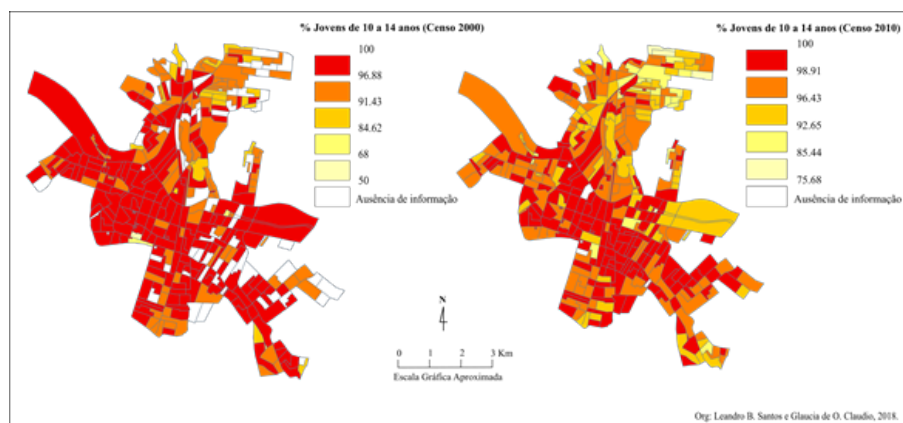 % Jovens de 10 a 14 anos (Censo 2000)
100
96.88
91.43
84.62
68
50
Ausência de informação
% Jovens de 10 a 14 anos (Censo 2010)
100
98.91
96.43
92.65
85.44
75.68
Ausência de informação
N
0 1 2 3 Km
Escala Gráfica Aproximada
Org: Leandro B. Santos e Glaucia de O. Claudio, 2018.